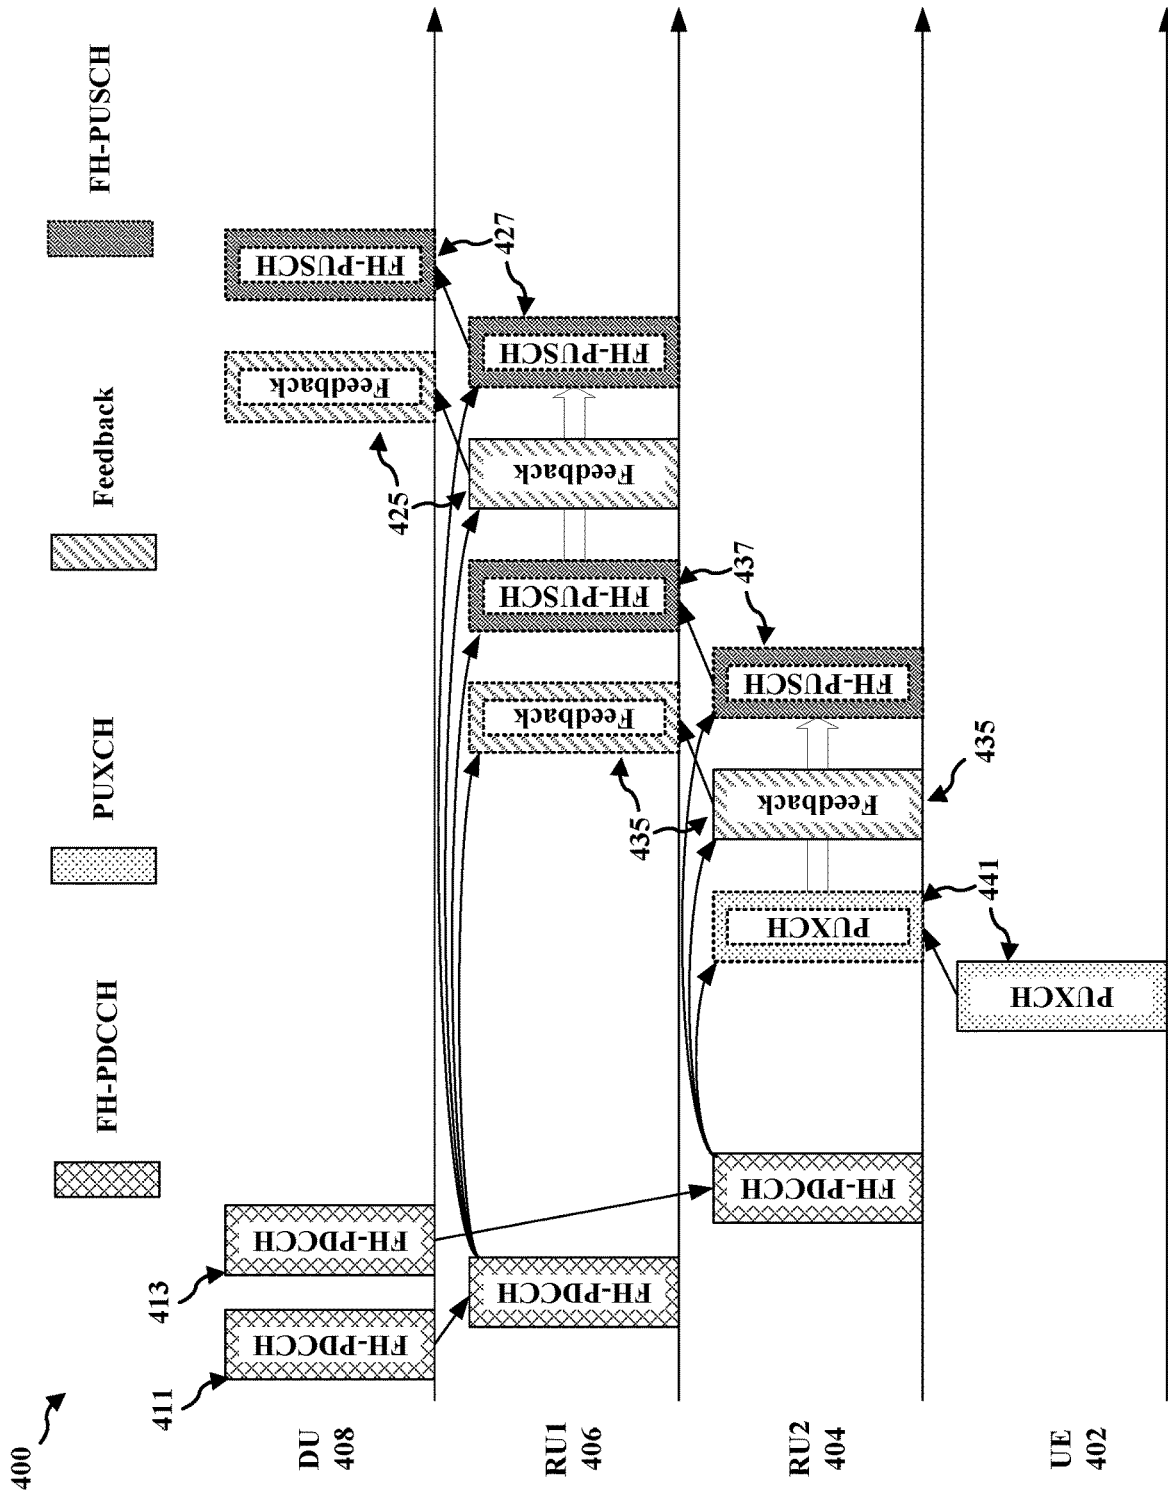 400
FH-PDCCH
PUXCH
Feedback
FH-PUSCH
DU
408
411
FH-PDCCH
413
FH-PDCCH
425
Feedback
FH-PUSCH
427
RU1
406
FH-PDCCH
435
Feedback
FH-PUSCH
Feedback
FH-PUSCH
437
RU2
404
FH-PDCCH
PUXCH
Feedback
FH-PUSCH
441
435
UE
402
PUXCH